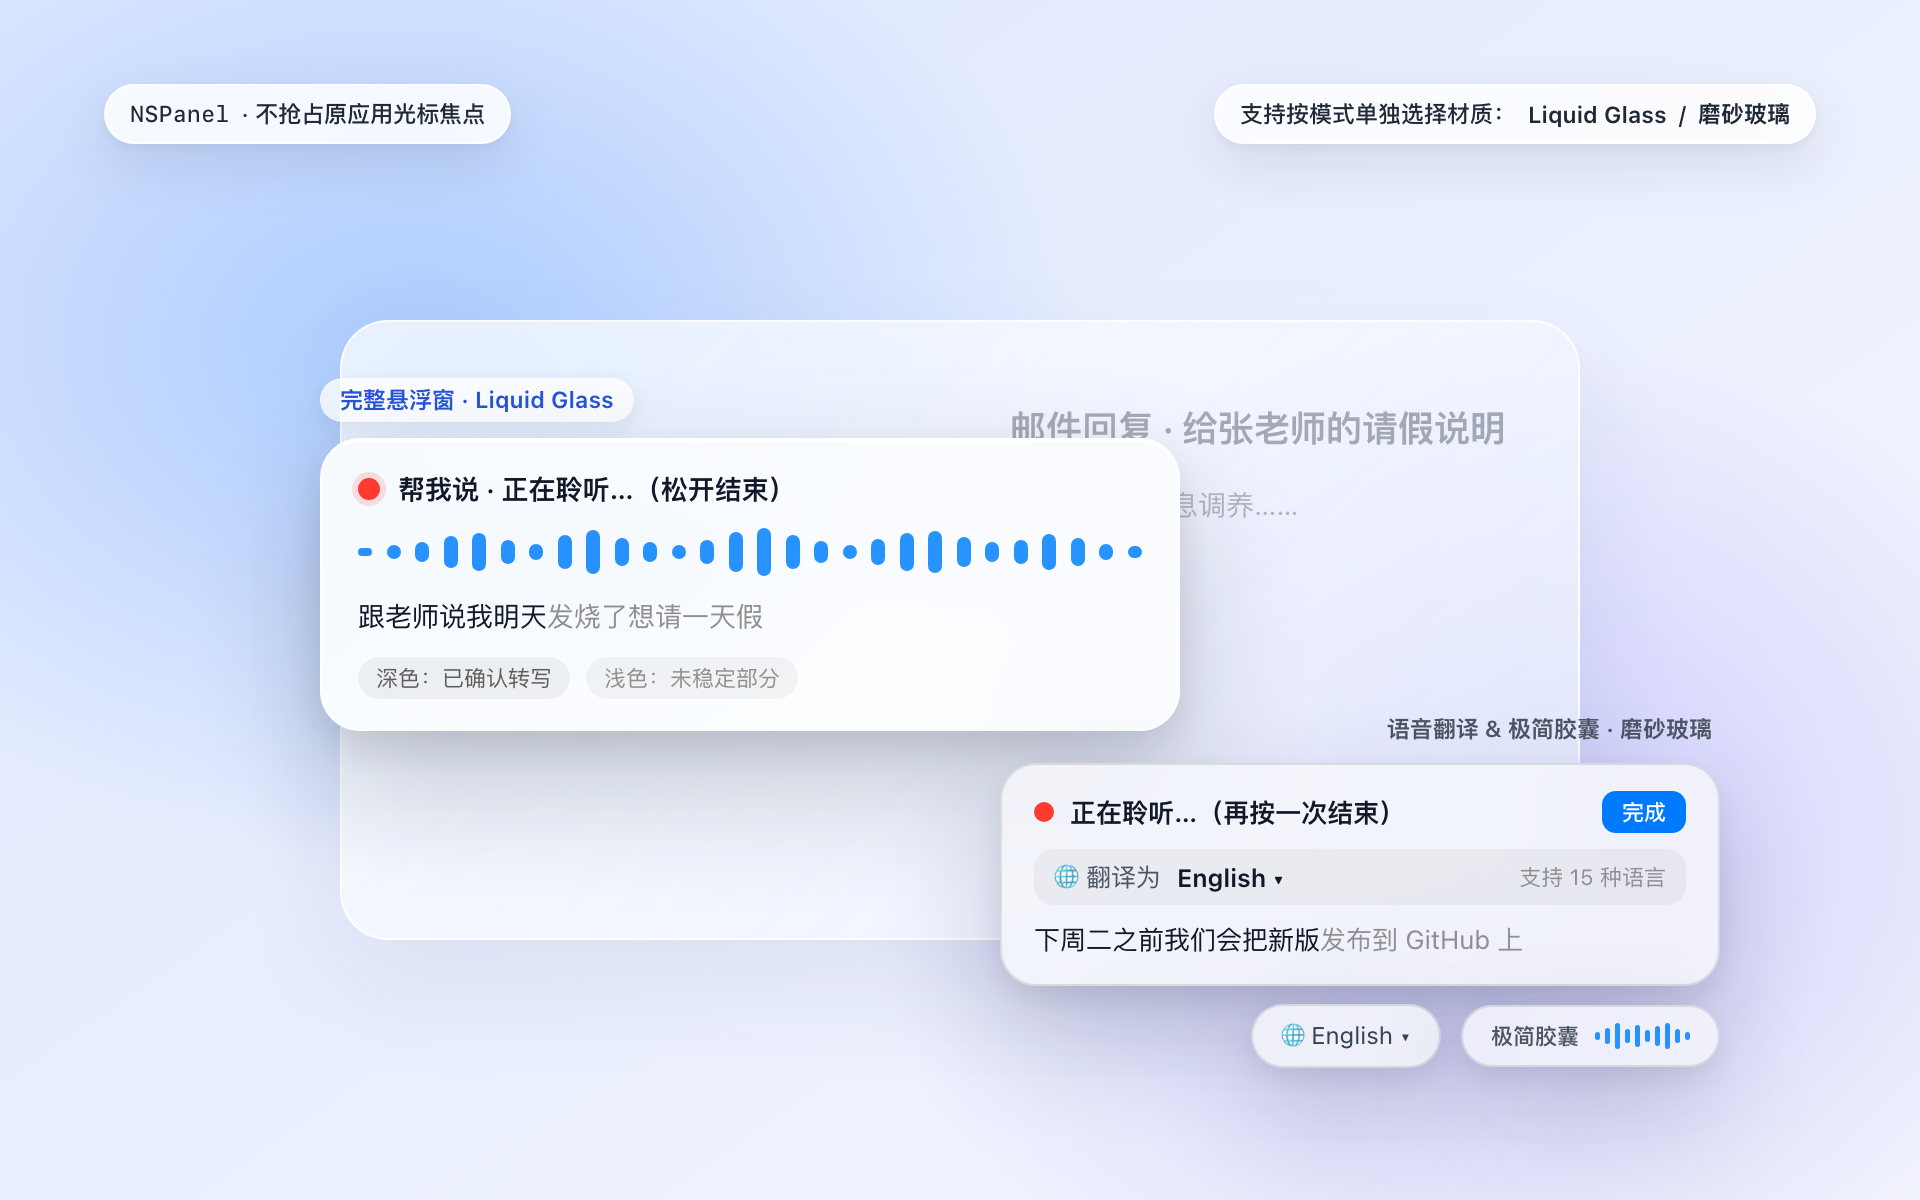 NSPanel · 不抢占原应用光标焦点
支持按模式单独选择材质： Liquid Glass / 磨砂玻璃
完整悬浮窗 · Liquid Glass
邮件回复 · 给张老师的请假说明
息调养……
帮我说 · 正在聆听...（松开结束）
跟老师说我明天发烧了想请一天假
深色：已确认转写
浅色：未稳定部分
语音翻译 & 极简胶囊 · 磨砂玻璃
正在聆听...（再按一次结束）
完成
翻译为 English ▾
支持 15 种语言
下周二之前我们会把新版发布到 GitHub 上
English ▾
极简胶囊